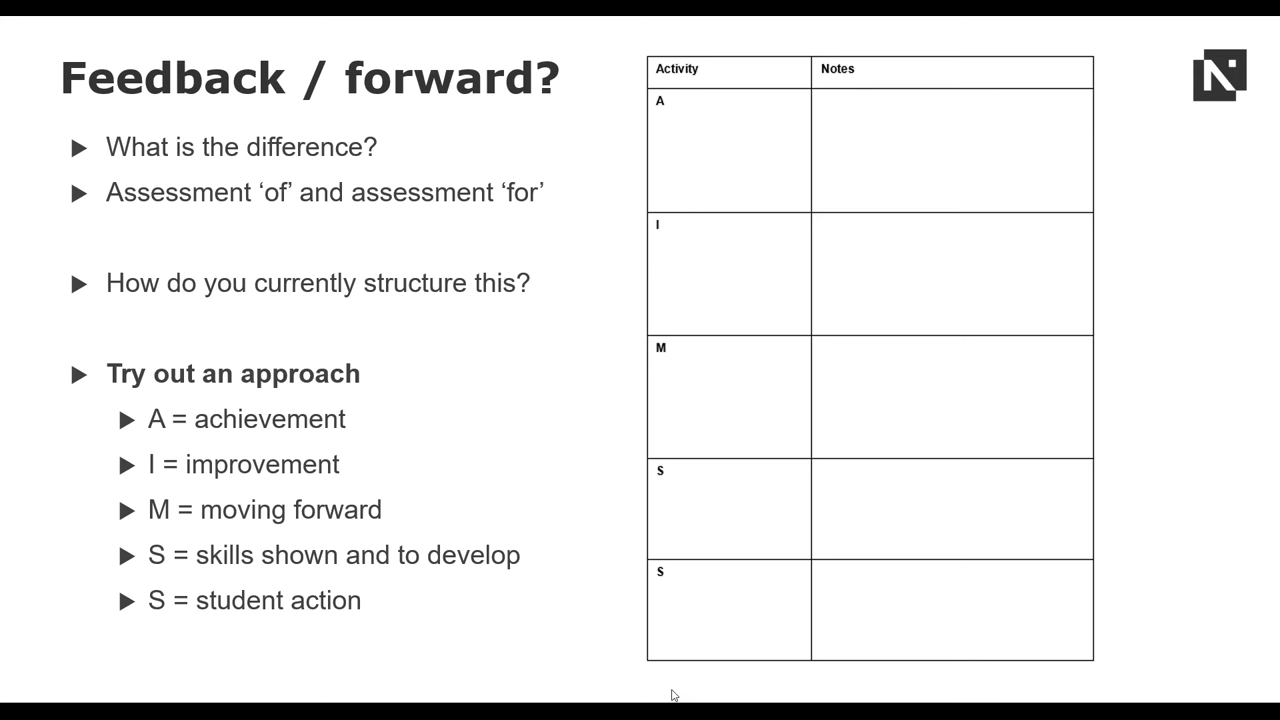 Feedback / forward?
What is the difference?
Assessment ‘of’ and assessment ‘for’
How do you currently structure this?
Try out an approach
A = achievement
I = improvement
M = moving forward
S = skills shown and to develop
S = student action
Activity Notes
A
I
M
S
S
N